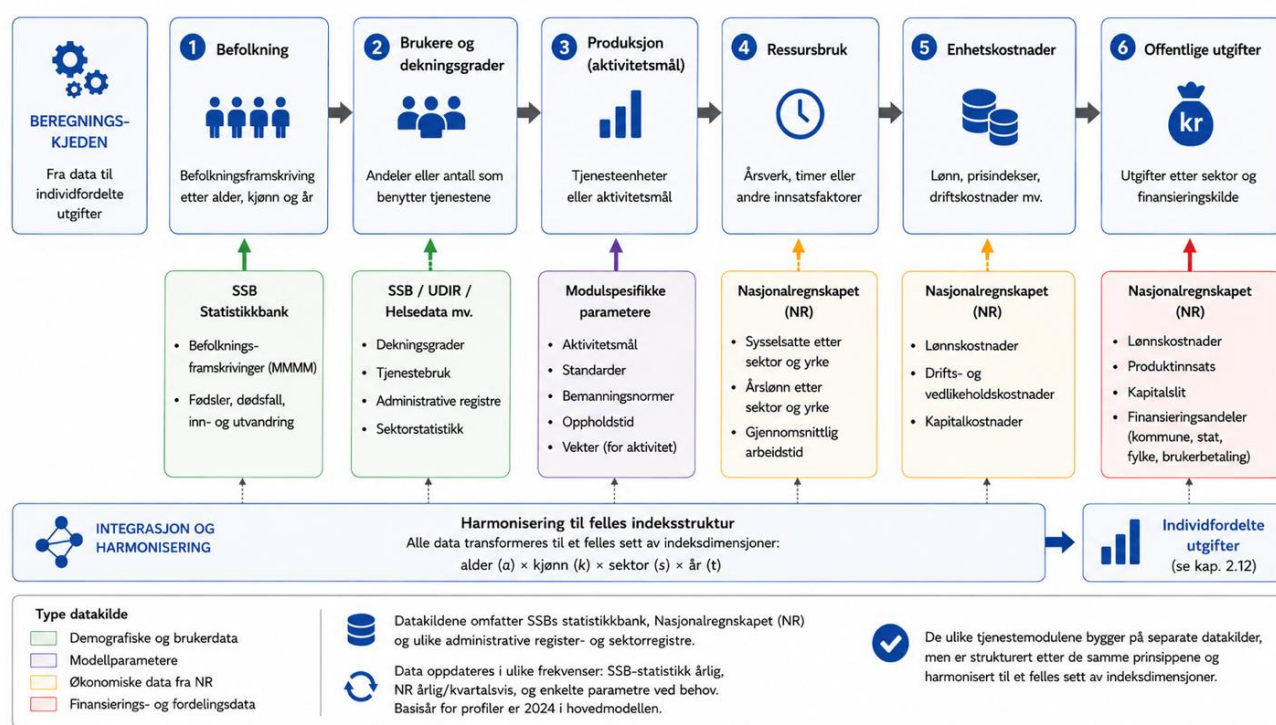 BEREGNINGS-
KJEDEN
Fra data til
individfordelte
utgifter
1 Befolkning
Befolkningsframskriving
etter alder, kjønn og år
2 Brukere og
dekningsgrader
Andeler eller antall som
benytter tjenestene
3 Produksjon
(aktivitetsmål)
Tjenesteenheter
eller aktivitetsmål
4 Ressursbruk
Årsverk, timer eller
andre innsatsfaktorer
5 Enhetskostnader
Lønn, prisindekser,
driftskostnader mv.
6 Offentlige utgifter
kr
Utgifter etter sektor og
finansieringskilde
SSB
Statistikkbank
• Befolknings-
framskrivinger (MMMM)
• Fødsler, dødsfall,
inn- og utvandring
SSB / UDIR /
Helsedata mv.
• Dekningsgrader
• Tjenestebruk
• Administrative registre
• Sektorstatistikk
Modulspesifikke
parametere
• Aktivitetsmål
• Standarder
• Bemanningsnormer
• Oppholdstid
• Vekter (for aktivitet)
Nasjonalregnskapet
(NR)
• Sysselsatte etter
sektor og yrke
• Årslønn etter
sektor og yrke
• Gjennomsnittlig
arbeidstid
Nasjonalregnskapet
(NR)
• Lønnskostnader
• Drifts- og
vedlikeholdskostnader
• Kapitalkostnader
Nasjonalregnskapet
(NR)
• Lønnskostnader
• Produktinnsats
• Kapitalslit
• Finansieringsandeler
(kommune, stat,
fylke, brukerbetaling)
INTEGRASJON OG
HARMONISERING
Harmonisering til felles indeksstruktur
Alle data transformeres til et felles sett av indeksdimensjoner:
alder (a) × kjønn (k) × sektor (s) × år (t)
Individfordelte
utgifter
(se kap. 2.12)
Type datakilde
Demografiske og brukerdata
Modellparametere
Økonomiske data fra NR
Finansierings- og fordelingsdata
Datakildene omfatter SSBs statistikkbank, Nasjonalregnskapet (NR)
og ulike administrative register- og sektorregistre.
Data oppdateres i ulike frekvenser: SSB-statistik årlig,
NR årlig/kvartalsvis, og enkelte parametre ved behov.
Basisår for profiler er 2024 i hovedmodellen.
De ulike tjenestemodulene bygger på separate datakilder,
men er strukturert etter de samme prinsippene og
harmonisert til et felles sett av indeksdimensjoner.